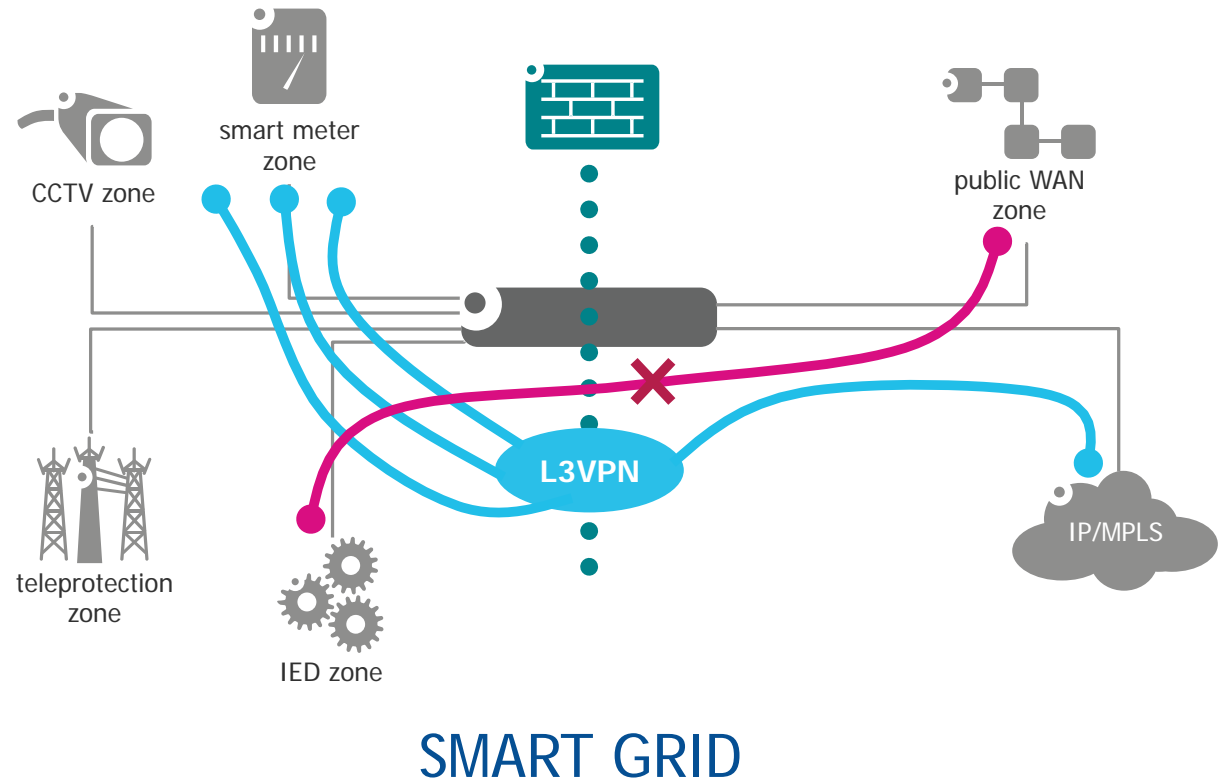 smart meter
zone
CCTV zone
public WAN
zone
L3VPN
IP/MPLS
teleprotection
zone
IED zone
SMART GRID